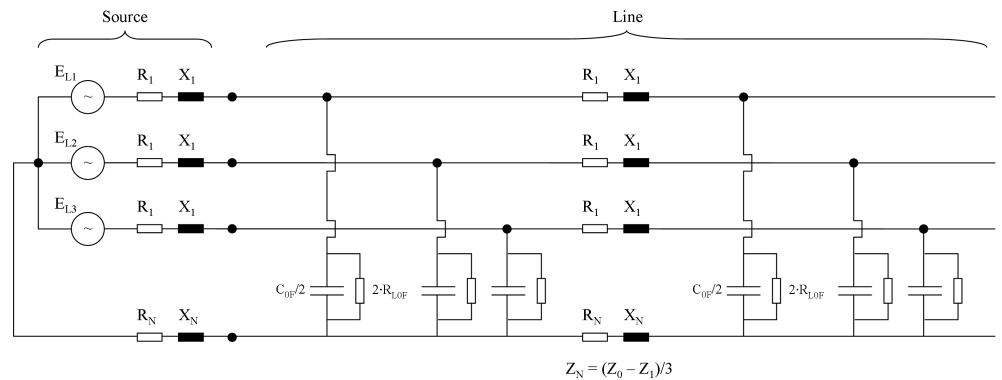 Source Line
E_L1 R_1 X_1 R_1 X_1
~
E_L2 R_1 X_1 R_1 X_1
~
E_L3 R_1 X_1 R_1 X_1
~
C_0F/2 2·R_L0F C_0F/2 2·R_L0F
R_N X_N R_N X_N
Z_N = (Z_0 – Z_1)/3